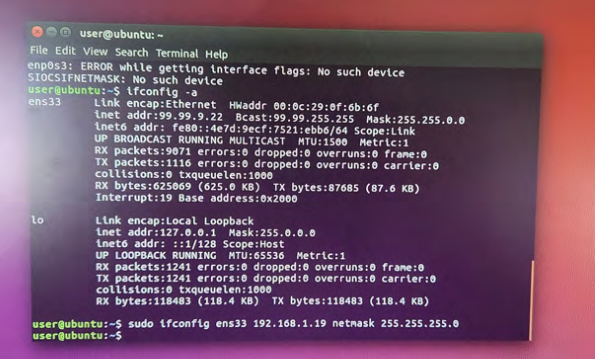 user@ubuntu: ~
File Edit View Search Terminal Help
enp0s3: ERROR while getting interface flags: No such device
SIOCSIFNETMASK: No such device
user@ubuntu:~$ ifconfig -a
ens33 Link encap:Ethernet HWaddr 00:0c:29:0f:6b:6f
inet addr:99.99.9.22 Bcast:99.99.255.255 Mask:255.255.0.0
inet6 addr: fe80::4e7d:9ecf:7521:ebb6/64 Scope:Link
UP BROADCAST RUNNING MULTICAST MTU:1500 Metric:1
RX packets:9071 errors:0 dropped:0 overruns:0 frame:0
TX packets:1116 errors:0 dropped:0 overruns:0 carrier:0
collisions:0 txqueuelen:1000
RX bytes:625069 (625.0 KB) TX bytes:87685 (87.6 KB)
Interrupt:19 Base address:0x2000
lo Link encap:Local Loopback
inet addr:127.0.0.1 Mask:255.0.0.0
inet6 addr: ::1/128 Scope:Host
UP LOOPBACK RUNNING MTU:65536 Metric:1
RX packets:1241 errors:0 dropped:0 overruns:0 frame:0
TX packets:1241 errors:0 dropped:0 overruns:0 carrier:0
collisions:0 txqueuelen:1000
RX bytes:118483 (118.4 KB) TX bytes:118483 (118.4 KB)
user@ubuntu:~$ sudo ifconfig ens33 192.168.1.19 netmask 255.255.255.0
user@ubuntu:~$